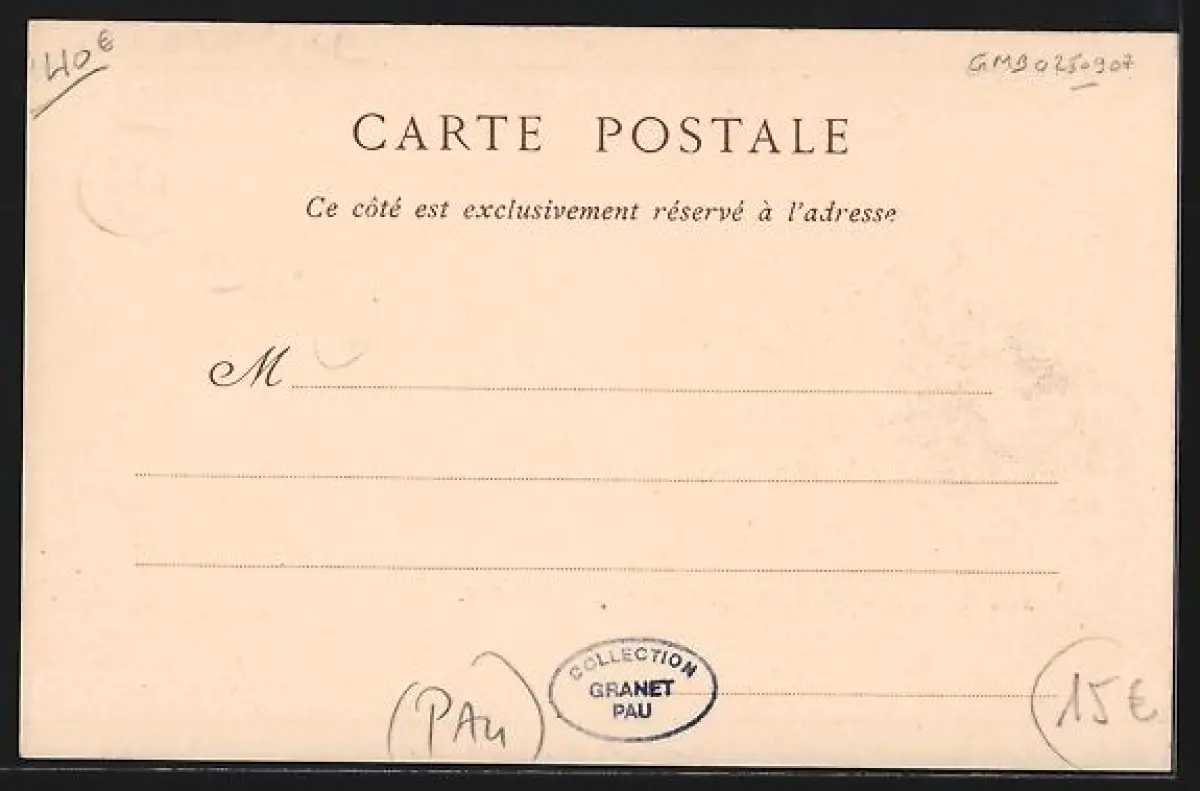 40€
GMB0250907
CARTE POSTALE
Ce côté est exclusivement réservé à l'adresse
M
COLLECTION
GRANET
PAU
(PAU)
15€